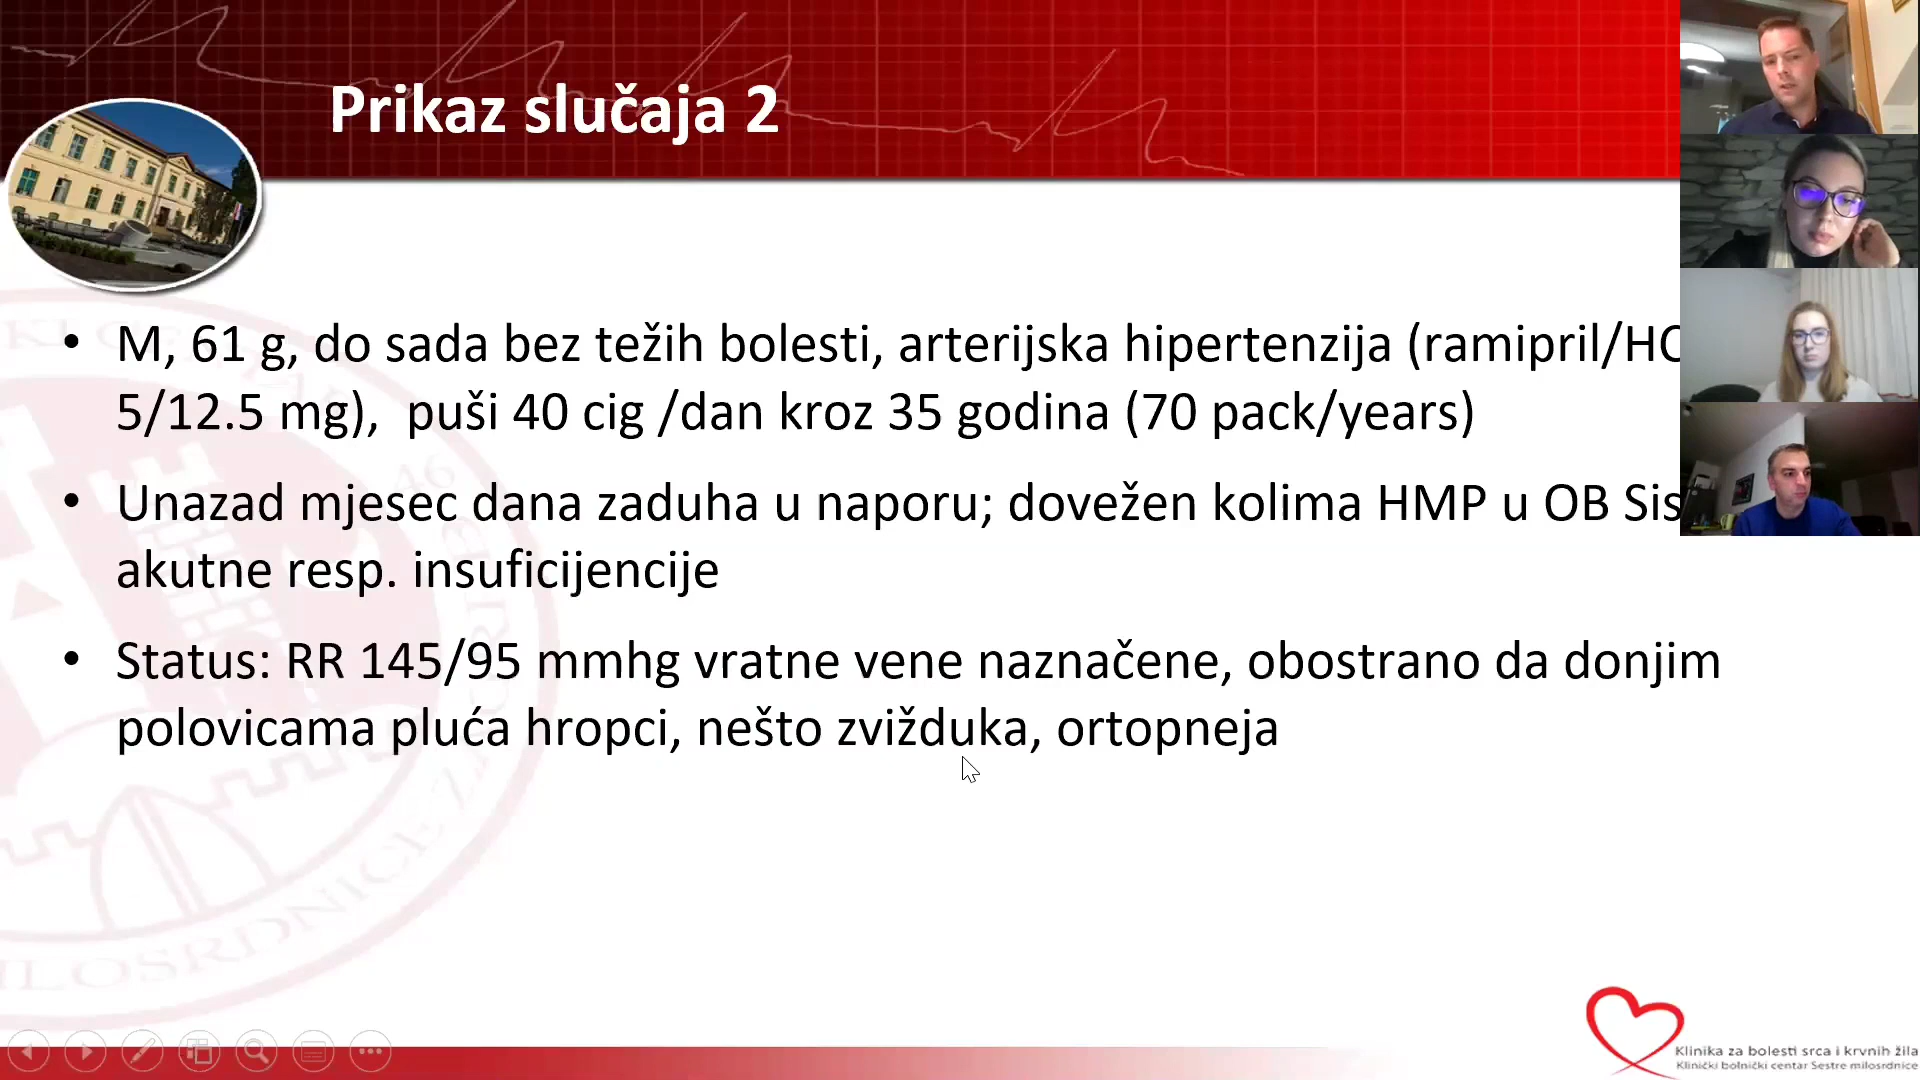 Prikaz slučaja 2
• M, 61 g, do sada bez težih bolesti, arterijska hipertenzija (ramipril/HC
5/12.5 mg), puši 40 cig /dan kroz 35 godina (70 pack/years)
• Unazad mjesec dana zaduha u naporu; dovežen kolima HMP u OB Sis
akutne resp. insuficijencije
• Status: RR 145/95 mmhg vratne vene naznačene, obostrano da donjim
polovicama pluća hropci, nešto zvižduka, ortopneja
46
MILOSRDNICE
Klinika za bolesti srca i krvnih žila
Klinički bolnički centar Sestre milosrdnice